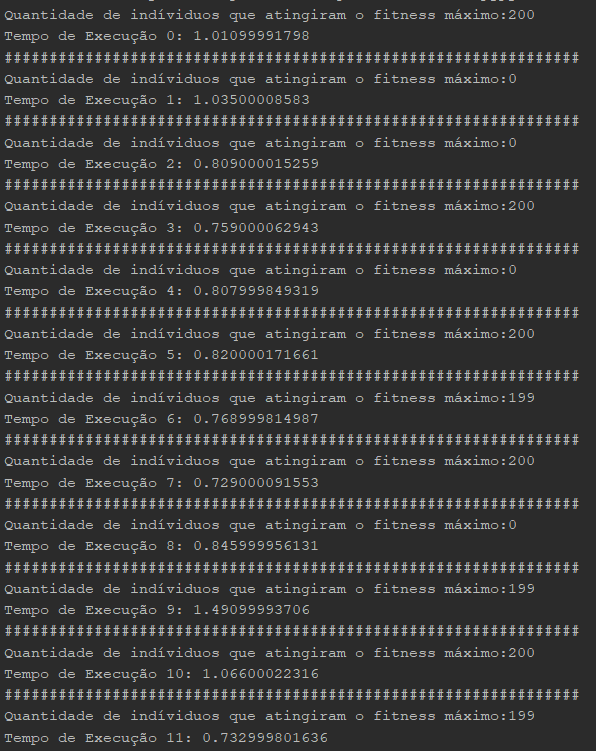 Quantidade de indíviduos que atingiram o fitness máximo:200
Tempo de Execução 0: 1.01099991798
################################################################
Quantidade de indíviduos que atingiram o fitness máximo:0
Tempo de Execução 1: 1.03500008583
################################################################
Quantidade de indíviduos que atingiram o fitness máximo:0
Tempo de Execução 2: 0.809000015259
################################################################
Quantidade de indíviduos que atingiram o fitness máximo:200
Tempo de Execução 3: 0.759000062943
################################################################
Quantidade de indíviduos que atingiram o fitness máximo:0
Tempo de Execução 4: 0.807999849319
################################################################
Quantidade de indíviduos que atingiram o fitness máximo:200
Tempo de Execução 5: 0.820000171661
################################################################
Quantidade de indíviduos que atingiram o fitness máximo:199
Tempo de Execução 6: 0.768999814987
################################################################
Quantidade de indíviduos que atingiram o fitness máximo:200
Tempo de Execução 7: 0.729000091553
################################################################
Quantidade de indíviduos que atingiram o fitness máximo:0
Tempo de Execução 8: 0.845999956131
################################################################
Quantidade de indíviduos que atingiram o fitness máximo:199
Tempo de Execução 9: 1.49099993706
################################################################
Quantidade de indíviduos que atingiram o fitness máximo:200
Tempo de Execução 10: 1.06600022316
################################################################
Quantidade de indíviduos que atingiram o fitness máximo:199
Tempo de Execução 11: 0.732999801636